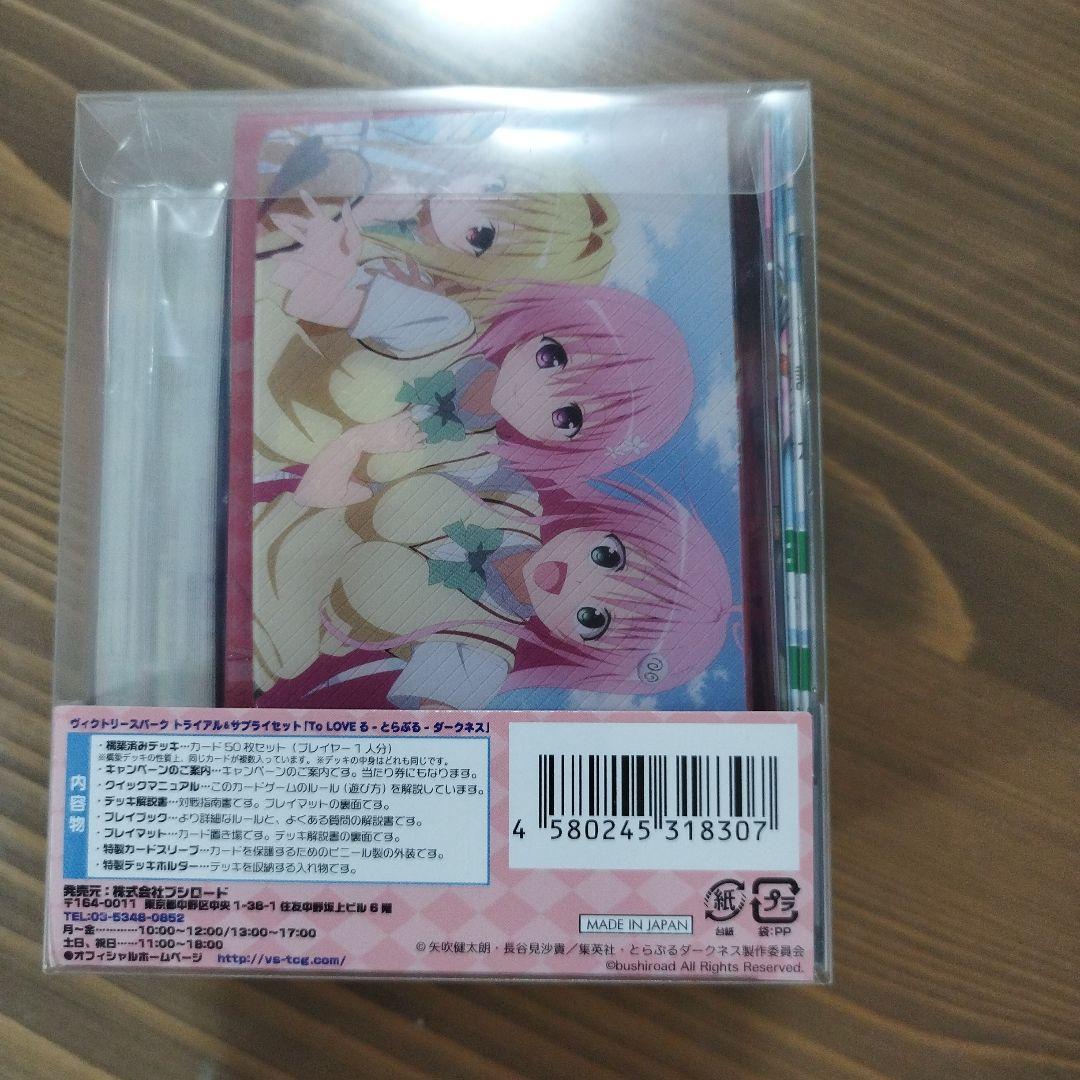 ヴィクトリースパーク トライアル&サプライセット「To LOVEる - とらぶる - ダークネス」
内容物
・構築済みデッキ…カード50枚セット（プレイヤー1人分）
※構築デッキの性質上、同じカードが複数入っています。※デッキの中身はどれも同じです。
・キャンペーンのご案内…キャンペーンのご案内です。当たり券にもなります。
・クイックマニュアル…このカードゲームのルール（遊び方）を解説しています。
・デッキ解説書…対戦指南書です。プレイマットの裏面です。
・プレイブック…より詳細なルールと、よくある質問の解説書です。
・プレイマット…カード置き場です。デッキ解説書の裏面です。
・特製カードスリーブ…カードを保護するためのビニール製の外装です。
・特製デッキホルダー…デッキを収納する入れ物です。
4 580245 318307
発売元：株式会社ブシロード
〒164-0011 東京都中野区中央1-38-1 住友中野坂上ビル6階
TEL:03-5348-0852
月～金…………10:00～12:00/13:00～17:00
土日、祝日……11:00～18:00
●オフィシャルホームページ http://vs-tcg.com/
MADE IN JAPAN
紙
台紙
プラ
袋:PP
©矢吹健太朗・長谷見沙貴／集英社・とらぶるダークネス製作委員会
©bushiroad All Rights Reserved.